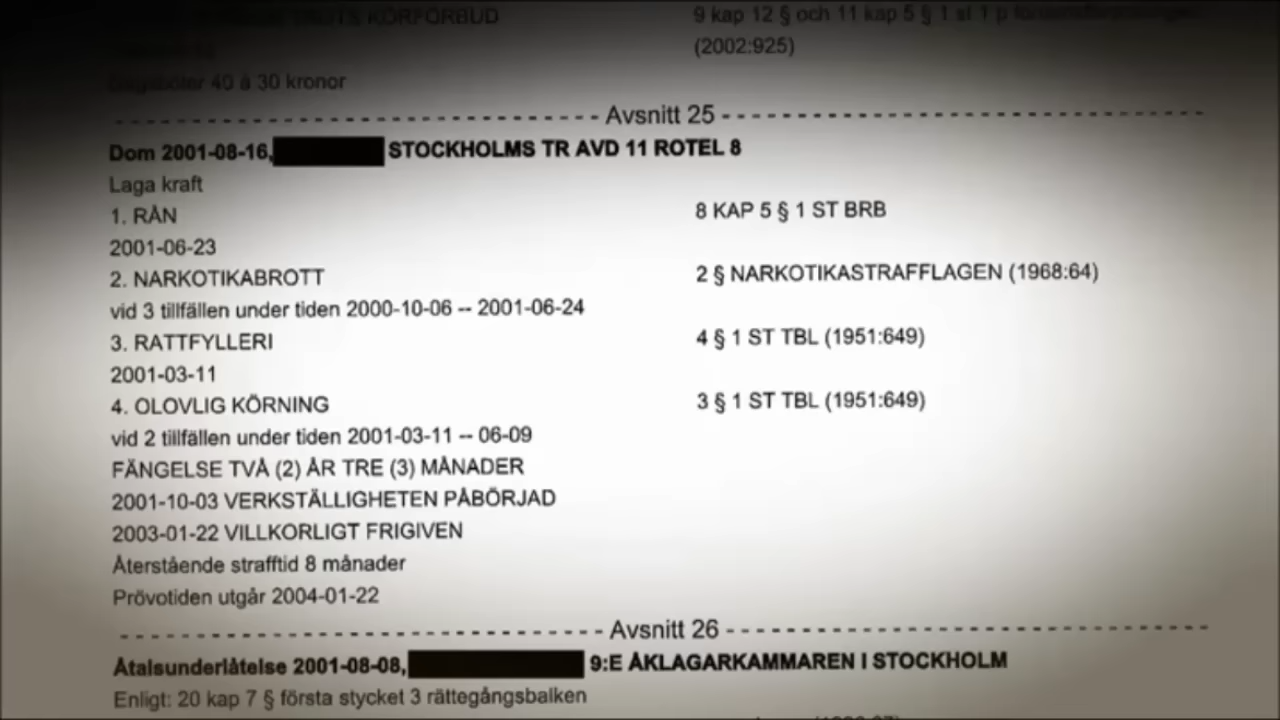 KÖRFÖRBUD
9 kap 12 § och 11 kap 5 § 1 st 1 p
(2002:925)
40 à 30 kronor
Avsnitt 25
Dom 2001-08-16, STOCKHOLMS TR AVD 11 ROTEL 8
Laga kraft
1. RÅN 8 KAP 5 § 1 ST BRB
2001-06-23
2. NARKOTIKABROTT 2 § NARKOTIKASTRAFFLAGEN (1968:64)
vid 3 tillfällen under tiden 2000-10-06 -- 2001-06-24
3. RATTFYLLERI 4 § 1 ST TBL (1951:649)
2001-03-11
4. OLOVLIG KÖRNING 3 § 1 ST TBL (1951:649)
vid 2 tillfällen under tiden 2001-03-11 -- 06-09
FÄNGELSE TVÅ (2) ÅR TRE (3) MÅNADER
2001-10-03 VERKSTÄLLIGHETEN PÅBÖRJAD
2003-01-22 VILLKORLIGT FRIGIVEN
Återstående strafftid 8 månader
Prövotiden utgår 2004-01-22
Avsnitt 26
Åtalsunderlåtelse 2001-08-08, 9:E ÅKLAGARKAMMAREN I STOCKHOLM
Enligt: 20 kap 7 § första stycket 3 rättegångsbalken